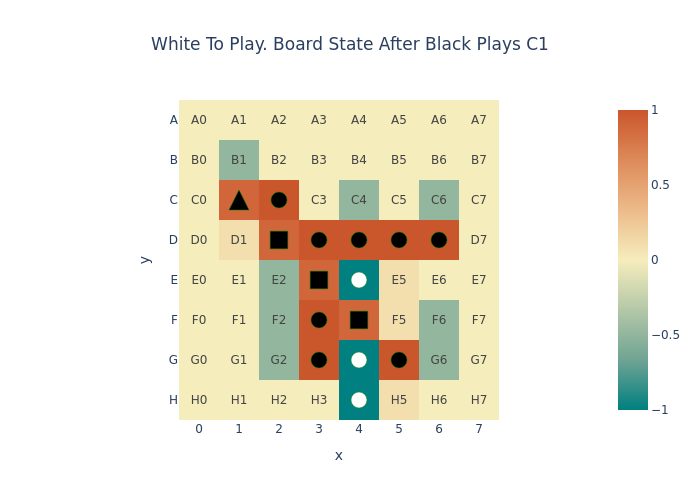 White To Play. Board State After Black Plays C1
A A0 A1 A2 A3 A4 A5 A6 A7 1
B B0 B1 B2 B3 B4 B5 B6 B7 0.5
C C0 C3 C4 C5 C6 C7
D D0 D1 D7 0
y
E E0 E1 E2 E5 E6 E7
F F0 F1 F2 F5 F6 F7 −0.5
G G0 G1 G2 G6 G7
H H0 H1 H2 H3 H5 H6 H7 −1
0 1 2 3 4 5 6 7
x